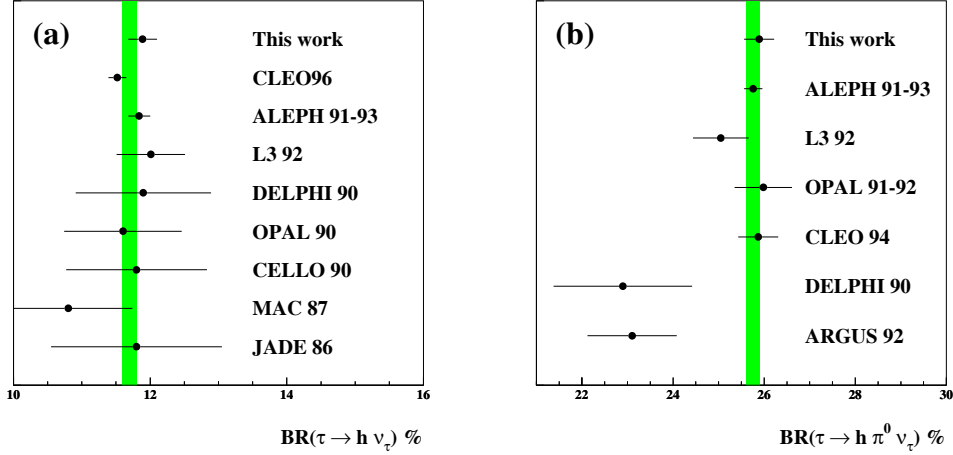 (a)
This work
CLEO96
ALEPH 91-93
L3 92
DELPHI 90
OPAL 90
CELLO 90
MAC 87
JADE 86
10 12 14 16
BR(τ → h ν_τ) %
(b)
This work
ALEPH 91-93
L3 92
OPAL 91-92
CLEO 94
DELPHI 90
ARGUS 92
22 24 26 28 30
BR(τ → h π⁰ ν_τ) %